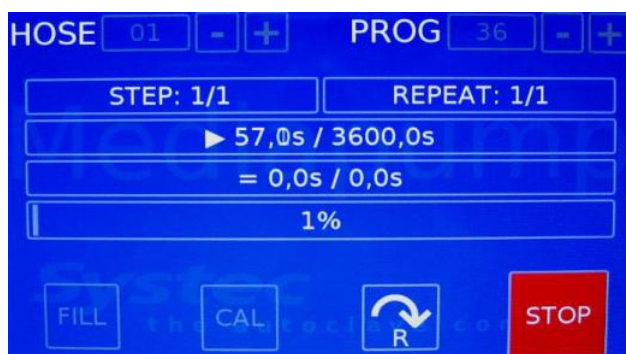 HOSE 01 - + PROG 36 - +
STEP: 1/1 REPEAT: 1/1
▶ 57,0s / 3600,0s
= 0,0s / 0,0s
1%
Systec
FILL CAL R STOP